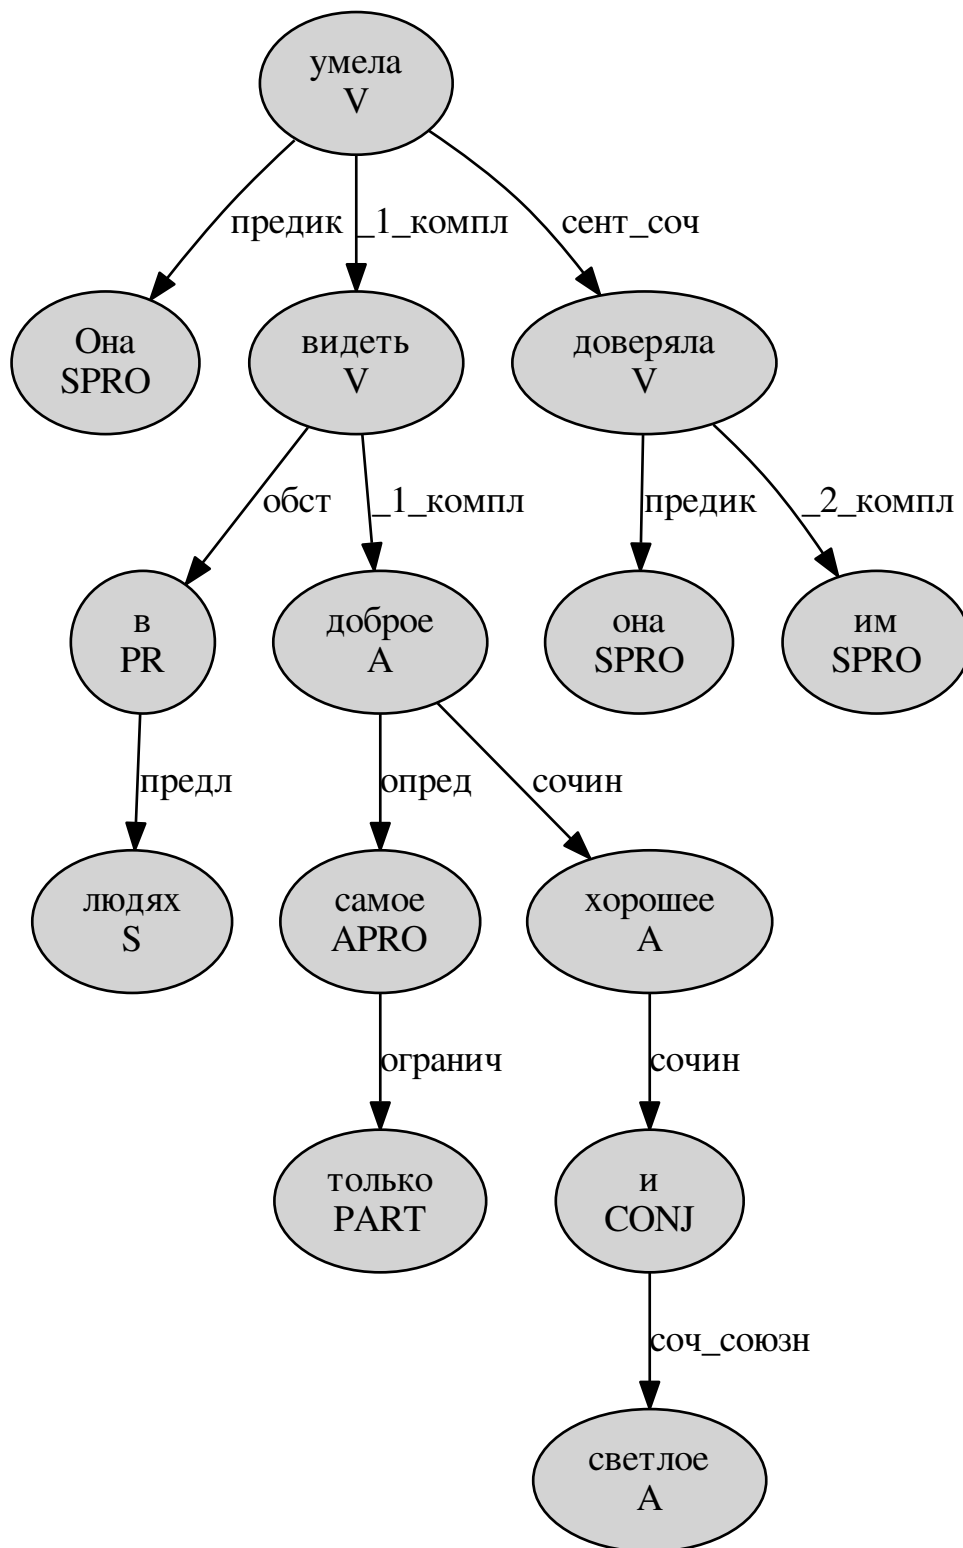 умела
V
предик
_1_компл
сент_соч
Она
SPRO
видеть
V
доверяла
V
обст
_1_компл
предик
_2_компл
в
PR
доброе
A
она
SPRO
им
SPRO
предл
опред
сочин
людях
S
самое
APRO
хорошее
A
огранич
сочин
только
PART
и
CONJ
соч_союзн
светлое
A